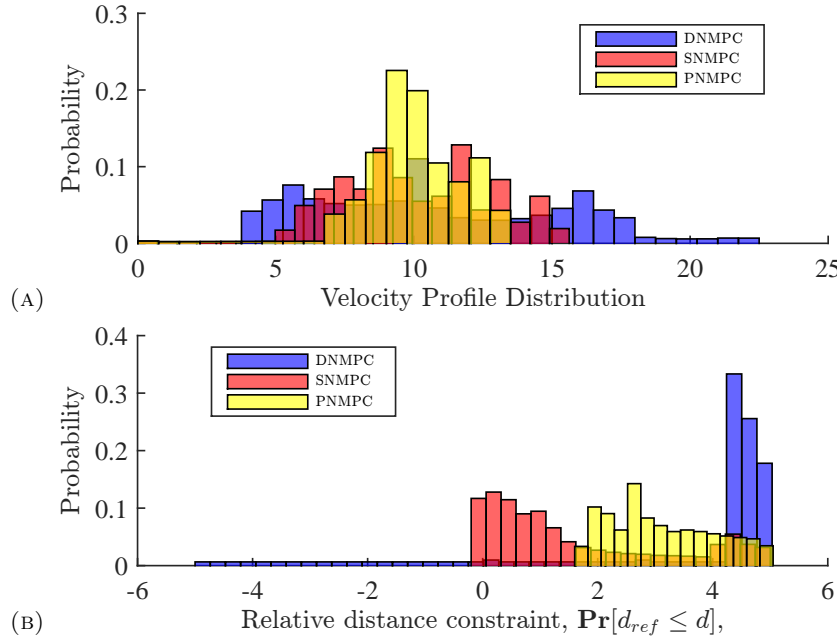 0.3
0.2
0.1
0
Probability
DNMPC
SNMPC
PNMPC
0 5 10 15 20 25
(A) Velocity Profile Distribution
0.4
0.3
0.2
0.1
0
Probability
DNMPC
SNMPC
PNMPC
-6 -4 -2 0 2 4 6
(B) Relative distance constraint, Pr[d_ref ≤ d],